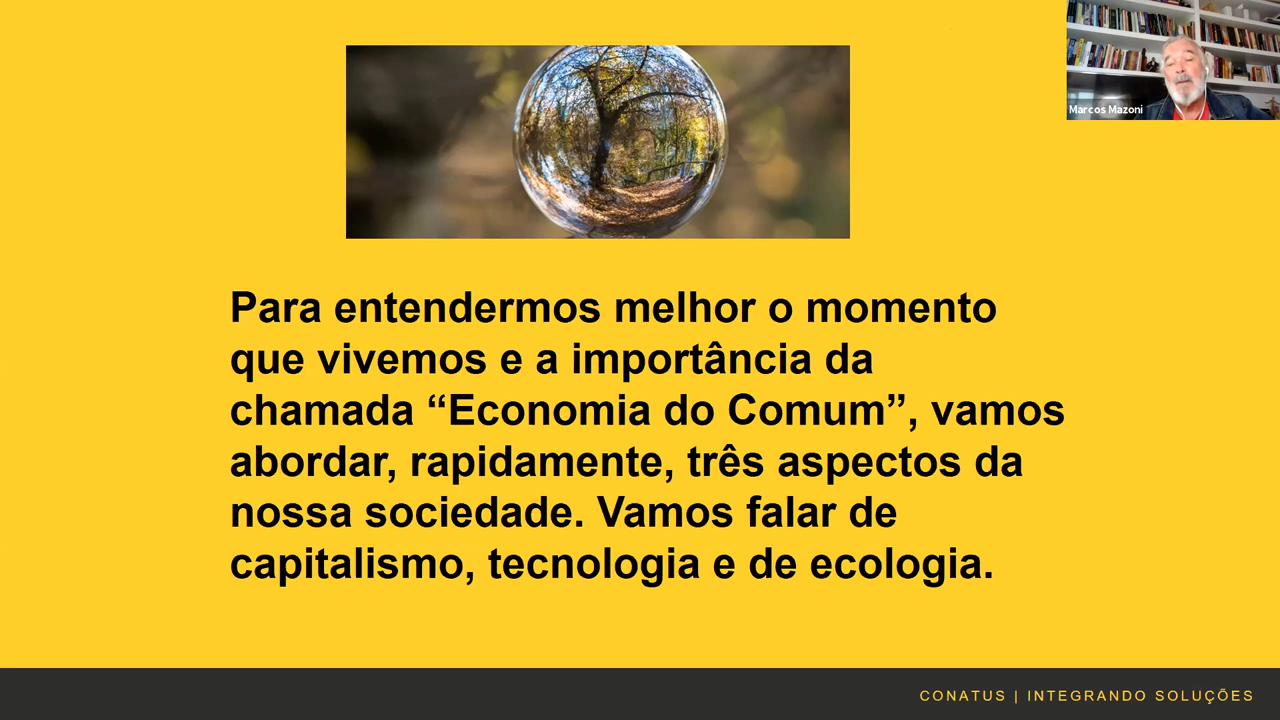 Marcos Mazoni
Para entendermos melhor o momento
que vivemos e a importância da
chamada “Economia do Comum”, vamos
abordar, rapidamente, três aspectos da
nossa sociedade. Vamos falar de
capitalismo, tecnologia e de ecologia.
CONATUS | INTEGRANDO SOLUÇÕES